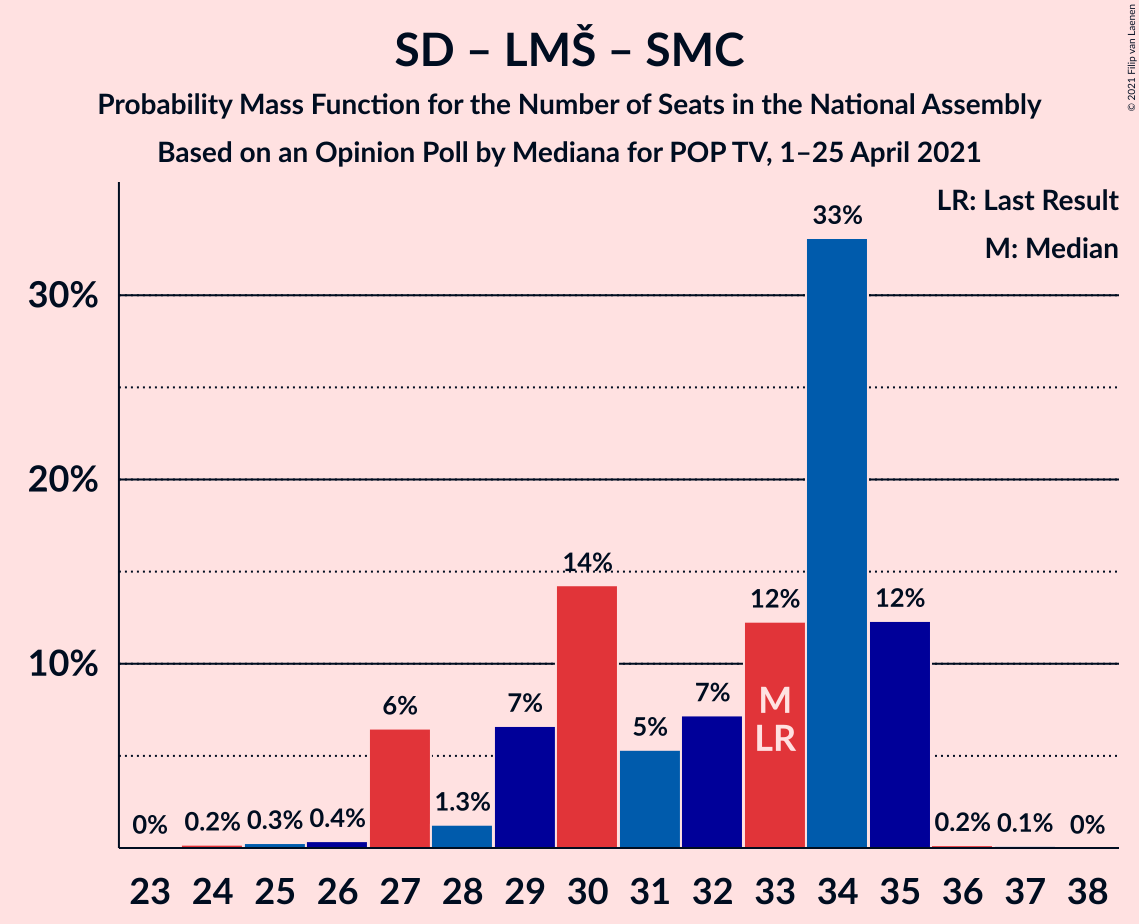 SD – LMŠ – SMC
Probability Mass Function for the Number of Seats in the National Assembly
Based on an Opinion Poll by Mediana for POP TV, 1–25 April 2021
© 2021 Filip van Laenen
LR: Last Result
M: Median
30%
20%
10%
0%
0.2%
0.3%
0.4%
6%
1.3%
7%
14%
5%
7%
12%
33%
12%
0.2%
0.1%
0%
M
LR
23 24 25 26 27 28 29 30 31 32 33 34 35 36 37 38